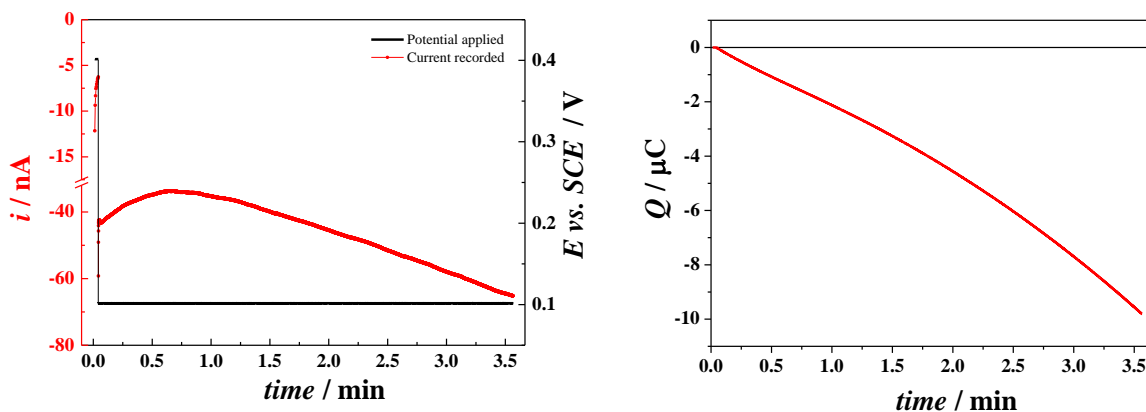 0
-5
-10
-15
-40
-60
-80
i / nA
Potential applied
Current recorded
0.4
0.3
0.2
0.1
E vs. SCE / V
0.0 0.5 1.0 1.5 2.0 2.5 3.0 3.5
time / min
0
-2
-4
-6
-8
-10
Q / µC
0.0 0.5 1.0 1.5 2.0 2.5 3.0 3.5
time / min